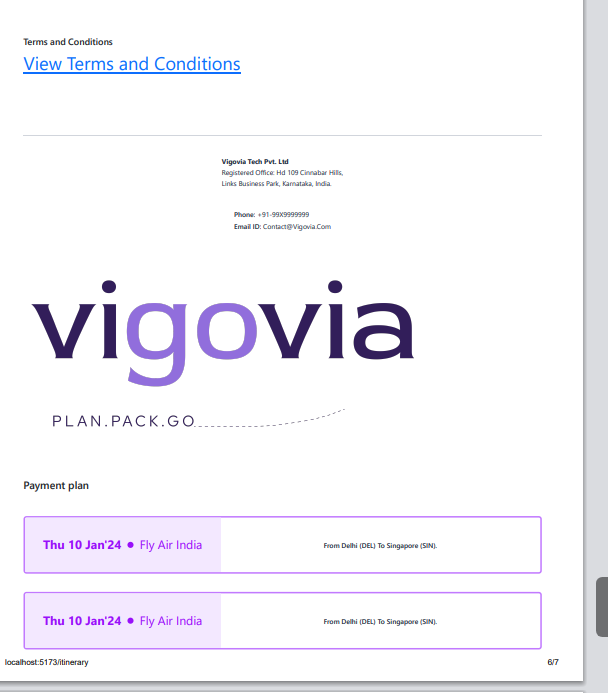 Terms and Conditions
View Terms and Conditions
Vigovia Tech Pvt. Ltd
Registered Office: Hd 109 Cinnabar Hills,
Links Business Park, Karnataka, India.
Phone: +91-99X9999999
Email ID: Contact@Vigovia.Com
vigovia
PLAN.PACK.GO
Payment plan
Thu 10 Jan'24 ● Fly Air India
From Delhi (DEL) To Singapore (SIN).
Thu 10 Jan'24 ● Fly Air India
From Delhi (DEL) To Singapore (SIN).
localhost:5173/itinerary
6/7